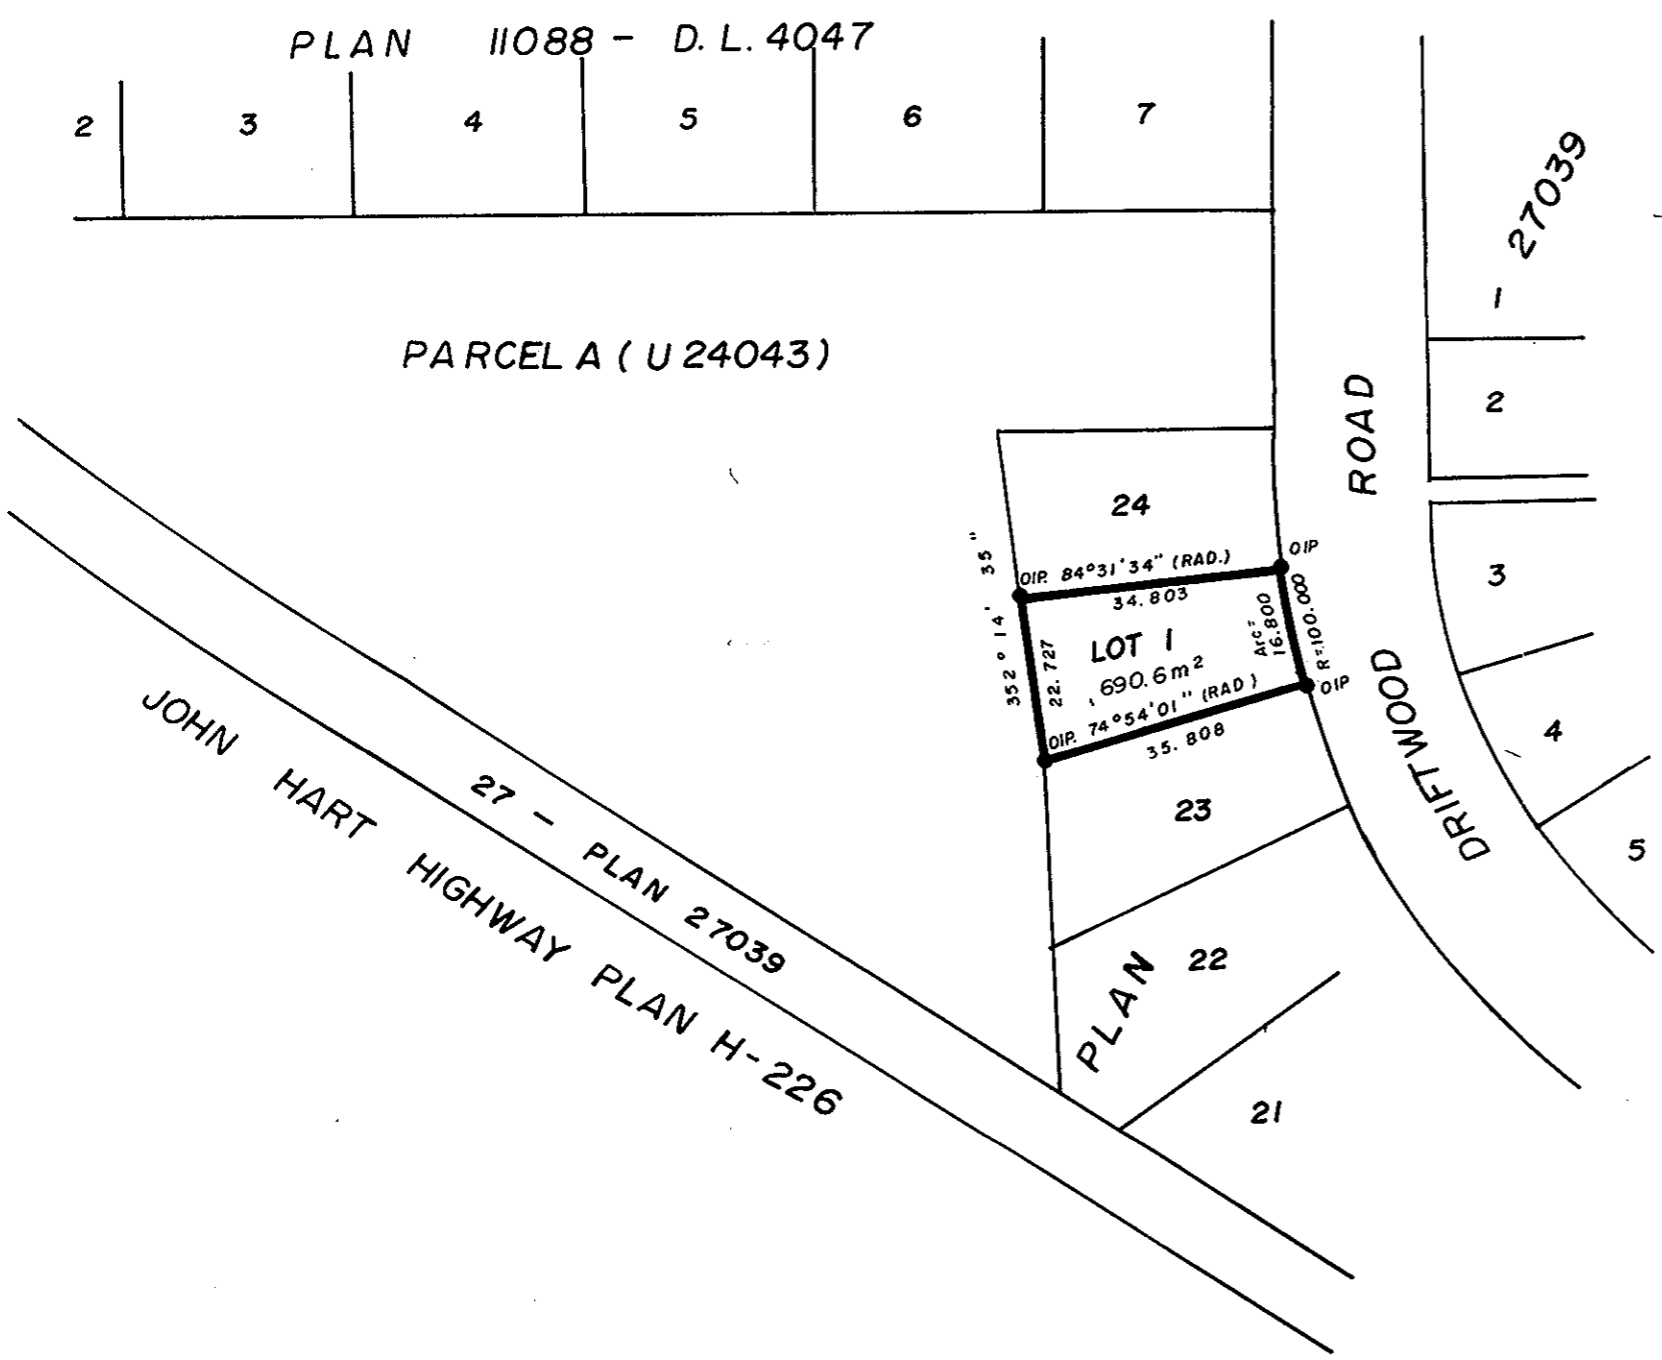 PLAN 11088 - D.L. 4047
2 3 4 5 6 7
1 27039
PARCEL A (U 24043)
2
ROAD
24
3
OIP
OIP. 84°31'34" (RAD.)
34.803
352° 14' 35"
22.727
LOT 1
690.6 m²
Arc=
16.800
R=100.000
OIP
OIP. 74°54'01" (RAD)
35.808
DRIFTWOOD
4
5
23
22
PLAN
21
27 - PLAN 27039
JOHN HART HIGHWAY PLAN H-226